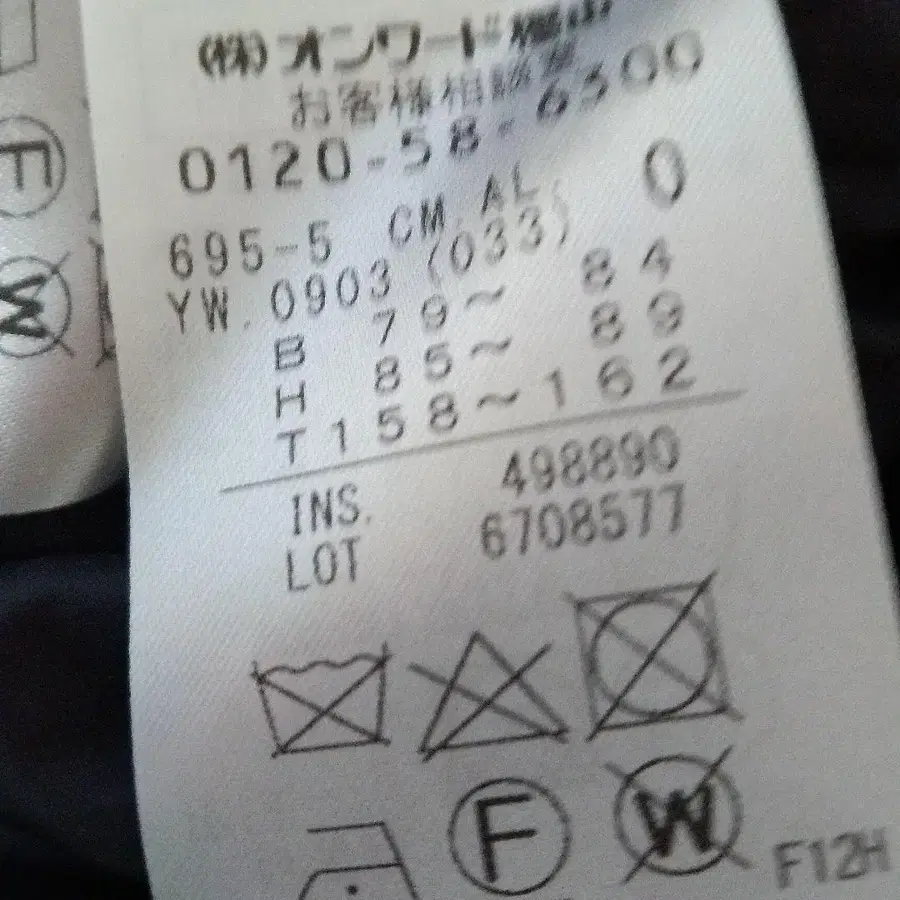 (株)オンワード樫山
お客様相談室
0120-58-6300
695-5 CM.AL. 0
YW.0903 (033)
B 79~ 84
H 85~ 89
T158~162
INS. 498890
LOT 6708577
F W
F12H
F
W